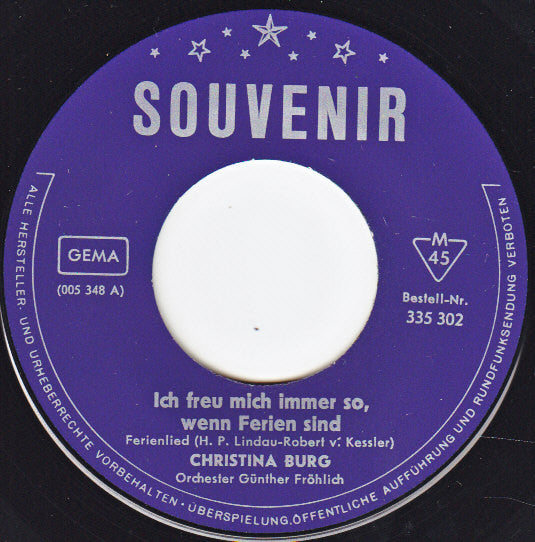 SOUVENIR
GEMA
(005 348 A)
M
45
Bestell-Nr.
335 302
Ich freu mich immer so,
wenn Ferien sind
Ferienlied (H. P. Lindau-Robert v. Kessler)
CHRISTINA BURG
Orchester Günther Fröhlich
ALLE HERSTELLER- UND URHEBERRECHTE VORBEHALTEN · ÜBERSPIELUNG, ÖFFENTLICHE AUFFÜHRUNG UND RUNDFUNKSENDUNG VERBOTEN